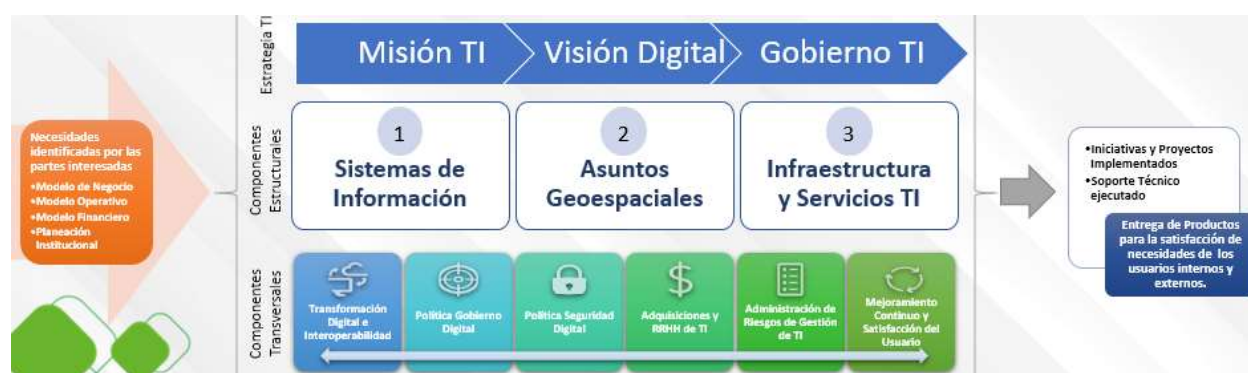 Necesidades
identificadas por las
partes interesadas
•Modelo de Negocio
•Modelo Operativo
•Modelo Financiero
•Planeación
Institucional
Estrategia TI
Misión TI
Visión Digital
Gobierno TI
Componentes
Estructurales
1
Sistemas de
Información
2
Asuntos
Geoespaciales
3
Infraestructura
y Servicios TI
Componentes
Transversales
Transformación
Digital e
Interoperabilidad
Política Gobierno
Digital
Política Seguridad
Digital
$
Adquisiciones y
RRHH de TI
Administración de
Riesgos de Gestión
de TI
Mejoramiento
Continuo y
Satisfacción del
Usuario
•Iniciativas y Proyectos
Implementados
•Soporte Técnico
ejecutado
Entrega de Productos
para la satisfacción de
necesidades de los
usuarios internos y
externos.